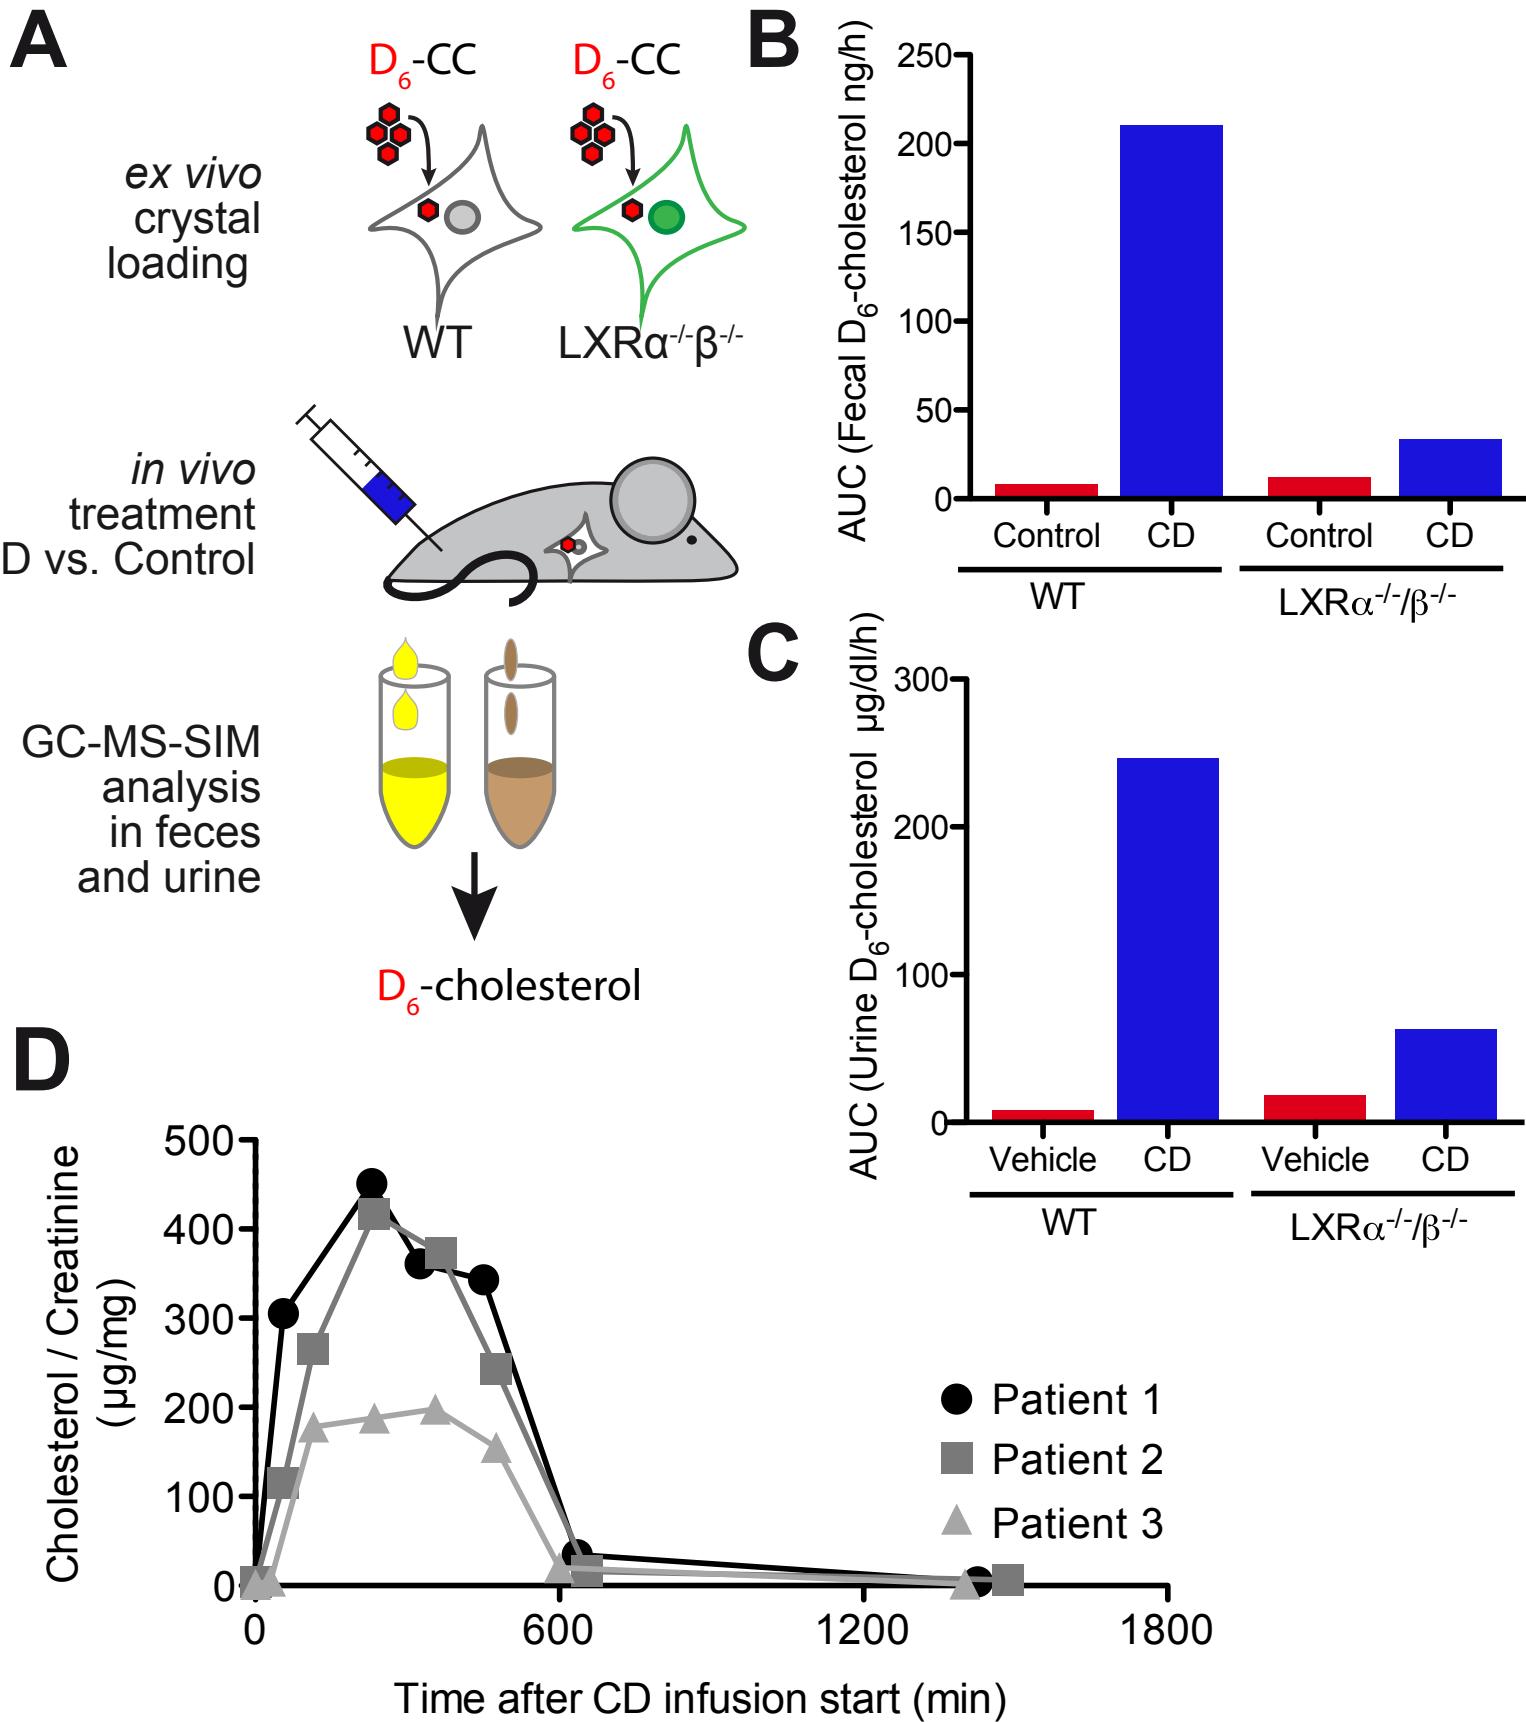 A
D6-CC D6-CC
ex vivo
crystal
loading
WT LXRα-/-β-/-
in vivo
treatment
D vs. Control
GC-MS-SIM
analysis
in feces
and urine
D6-cholesterol
B
AUC (Fecal D6-cholesterol ng/h)
250
200
150
100
50
0
Control CD Control CD
WT LXRα-/-/β-/-
C
AUC (Urine D6-cholesterol µg/dl/h)
300
200
100
0
Vehicle CD Vehicle CD
WT LXRα-/-/β-/-
D
Cholesterol / Creatinine
(µg/mg)
500
400
300
200
100
0
0 600 1200 1800
Time after CD infusion start (min)
Patient 1
Patient 2
Patient 3